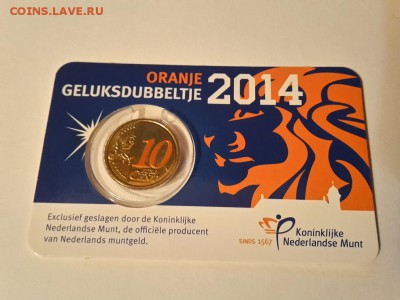 COINS.LAVE.RU
ORANJE
GELUKSDUBBELTJE 2014
10
Exclusief geslagen door de Koninklijke
Nederlandse Munt, de officiële producent
van Nederlands muntgeld.
SINDS 1567
Koninklijke
Nederlandse Munt